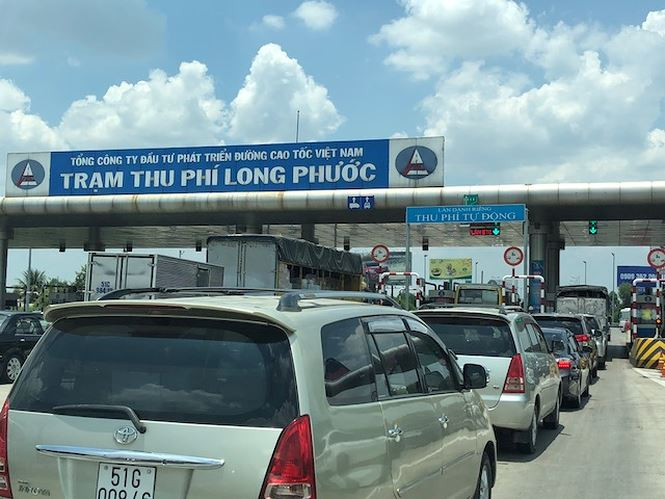 TỔNG CÔNG TY ĐẦU TƯ PHÁT TRIỂN ĐƯỜNG CAO TỐC VIỆT NAM
TRẠM THU PHÍ LONG PHƯỚC
LÀN DÀNH RIÊNG
THU PHÍ TỰ ĐỘNG
51C
51G